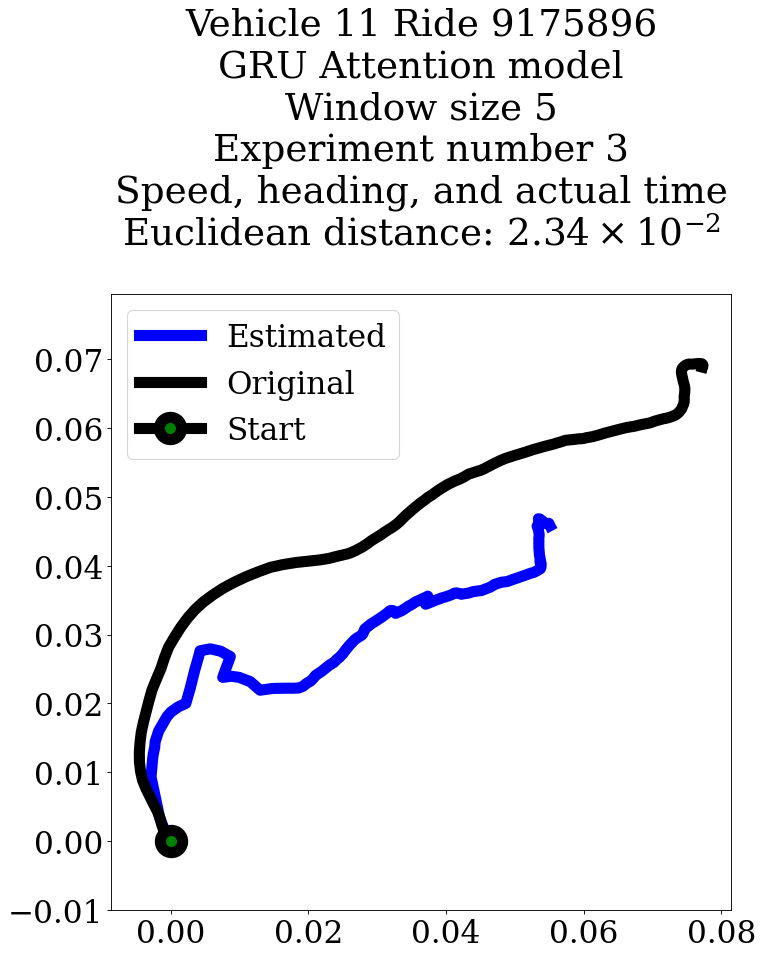 Vehicle 11 Ride 9175896
GRU Attention model
Window size 5
Experiment number 3
Speed, heading, and actual time
Euclidean distance: 2.34 × 10⁻²
Estimated
Original
Start
0.07
0.06
0.05
0.04
0.03
0.02
0.01
0.00
−0.01
0.00 0.02 0.04 0.06 0.08